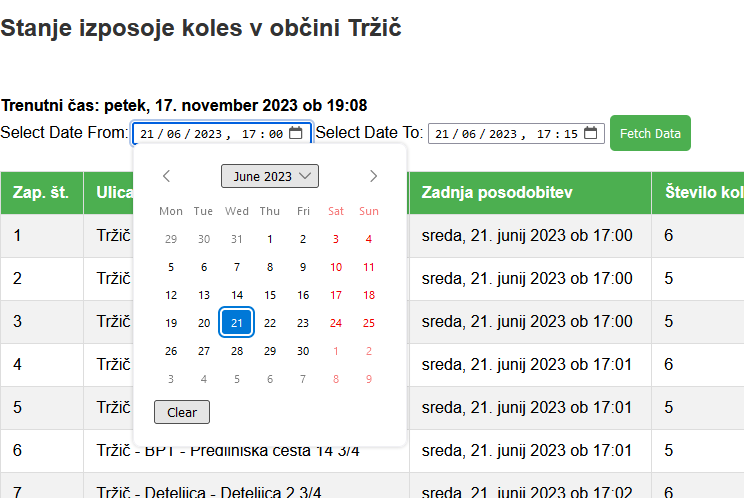 Stanje izposoje koles v občini Tržič
Trenutni čas: petek, 17. november 2023 ob 19:08
Select Date From: 21/06/2023, 17:00 Select Date To: 21/06/2023, 17:15 Fetch Data
June 2023
Mon Tue Wed Thu Fri Sat Sun
29 30 31 1 2 3 4
5 6 7 8 9 10 11
12 13 14 15 16 17 18
19 20 21 22 23 24 25
26 27 28 29 30 1 2
3 4 5 6 7 8 9
Clear
Zap. št. Ulica Zadnja posodobitev Število kol
1 Tržič sreda, 21. junij 2023 ob 17:00 6
2 Tržič sreda, 21. junij 2023 ob 17:00 5
3 Tržič sreda, 21. junij 2023 ob 17:00 5
4 Tržič sreda, 21. junij 2023 ob 17:01 6
5 Tržič sreda, 21. junij 2023 ob 17:01 5
6 Tržič - BPT - Predilniška cesta 14 3/4 sreda, 21. junij 2023 ob 17:01 5
7 Tržič - Deteljica - Deteljica 2 3/4 sreda, 21. junij 2023 ob 17:02 6